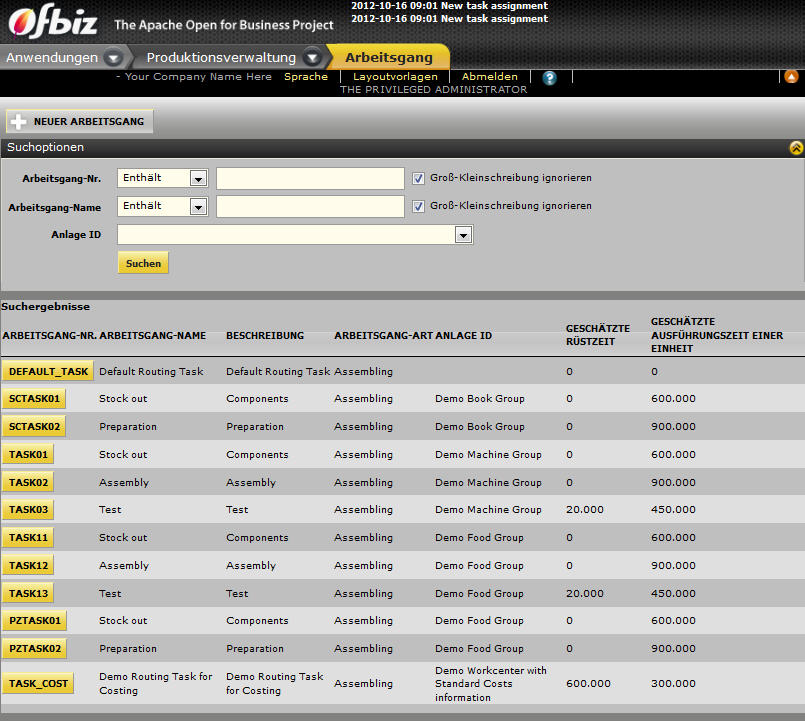 2012-10-16 09:01 New task assignment
2012-10-16 09:01 New task assignment
Ofbiz The Apache Open for Business Project
Anwendungen Produktionsverwaltung Arbeitsgang
- Your Company Name Here Sprache Layoutvorlagen Abmelden ?
THE PRIVILEGED ADMINISTRATOR
NEUER ARBEITSGANG
Suchoptionen
Arbeitsgang-Nr. Enthält Groß-Kleinschreibung ignorieren
Arbeitsgang-Name Enthält Groß-Kleinschreibung ignorieren
Anlage ID
Suchen
Suchergebnisse
ARBEITSGANG-NR. ARBEITSGANG-NAME BESCHREIBUNG ARBEITSGANG-ART ANLAGE ID GESCHÄTZTE RÜSTZEIT GESCHÄTZTE AUSFÜHRUNGSZEIT EINER EINHEIT
DEFAULT_TASK Default Routing Task Default Routing Task Assembling 0 0
SCTASK01 Stock out Components Assembling Demo Book Group 0 600.000
SCTASK02 Preparation Preparation Assembling Demo Book Group 0 900.000
TASK01 Stock out Components Assembling Demo Machine Group 0 600.000
TASK02 Assembly Assembly Assembling Demo Machine Group 0 900.000
TASK03 Test Test Assembling Demo Machine Group 20.000 450.000
TASK11 Stock out Components Assembling Demo Food Group 0 600.000
TASK12 Assembly Assembly Assembling Demo Food Group 0 900.000
TASK13 Test Test Assembling Demo Food Group 20.000 450.000
PZTASK01 Stock out Components Assembling Demo Food Group 0 600.000
PZTASK02 Preparation Preparation Assembling Demo Food Group 0 900.000
TASK_COST Demo Routing Task for Costing Demo Routing Task for Costing Assembling Demo Workcenter with Standard Costs information 600.000 300.000